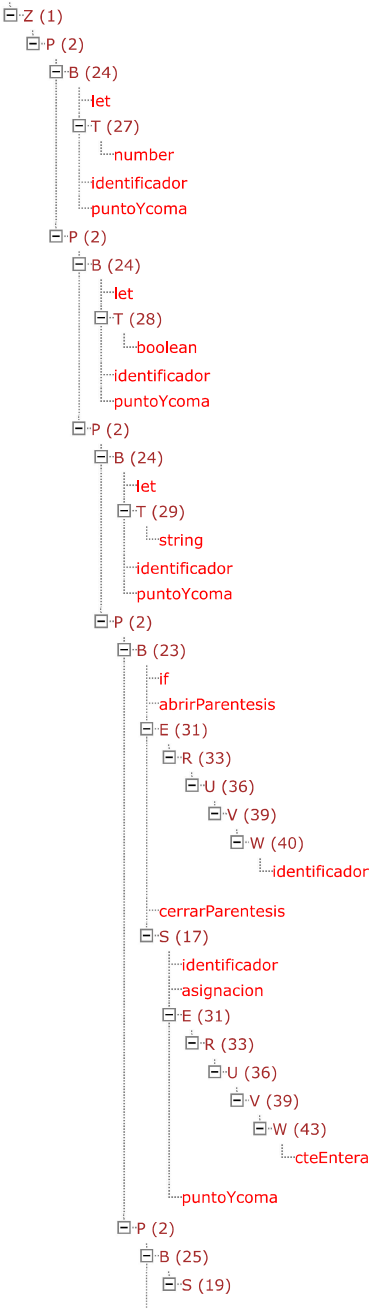 Z (1)
P (2)
B (24)
let
T (27)
number
identificador
puntoYcoma
P (2)
B (24)
let
T (28)
boolean
identificador
puntoYcoma
P (2)
B (24)
let
T (29)
string
identificador
puntoYcoma
P (2)
B (23)
if
abrirParentesis
E (31)
R (33)
U (36)
V (39)
W (40)
identificador
cerrarParentesis
S (17)
identificador
asignacion
E (31)
R (33)
U (36)
V (39)
W (43)
cteEntera
puntoYcoma
P (2)
B (25)
S (19)